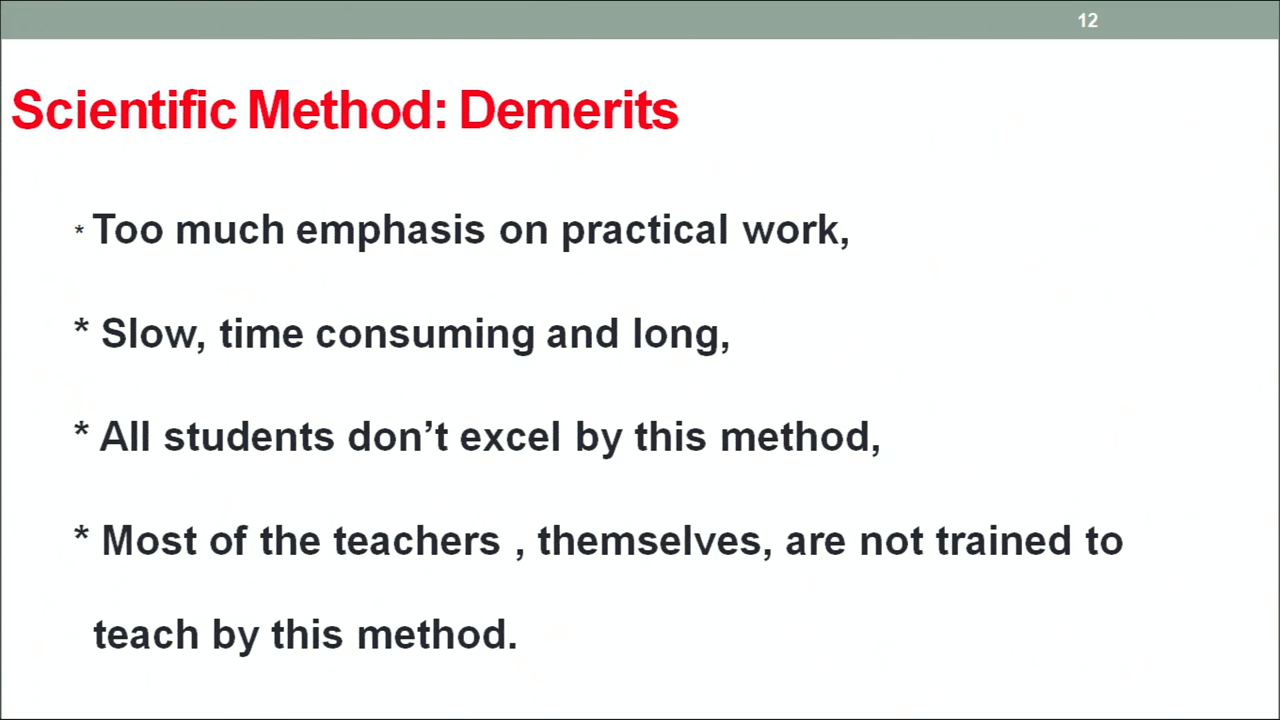 12
Scientific Method: Demerits
* Too much emphasis on practical work,
* Slow, time consuming and long,
* All students don’t excel by this method,
* Most of the teachers , themselves, are not trained to
teach by this method.